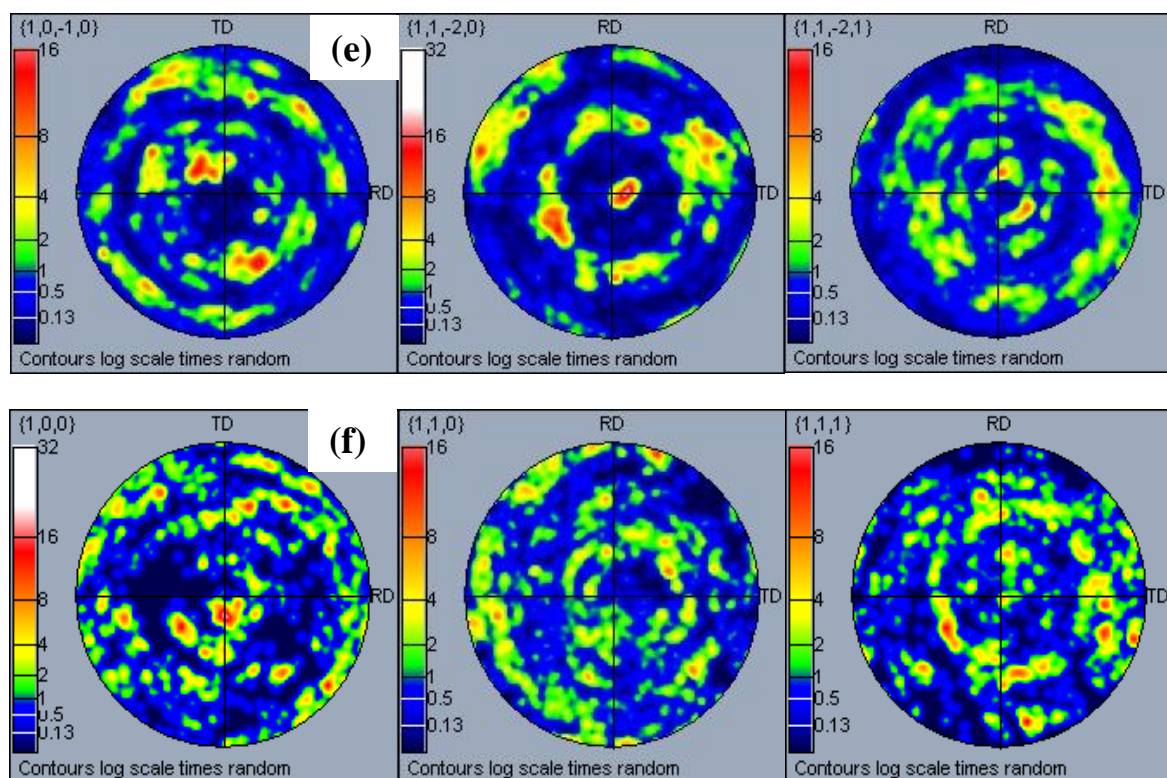 {1,0,-1,0} TD
16
8
4
2
1
0.5
0.13
RD
Contours log scale times random
(e)
{1,1,-2,0} RD
32
16
8
4
2
1
0.5
0.13
TD
Contours log scale times random
{1,1,-2,1} RD
16
8
4
2
1
0.5
0.13
TD
Contours log scale times random
{1,0,0} TD
32
16
8
4
2
1
0.5
0.13
RD
Contours log scale times random
(f)
{1,1,0} RD
16
8
4
2
1
0.5
0.13
TD
Contours log scale times random
{1,1,1} RD
16
8
4
2
1
0.5
0.13
TD
Contours log scale times random